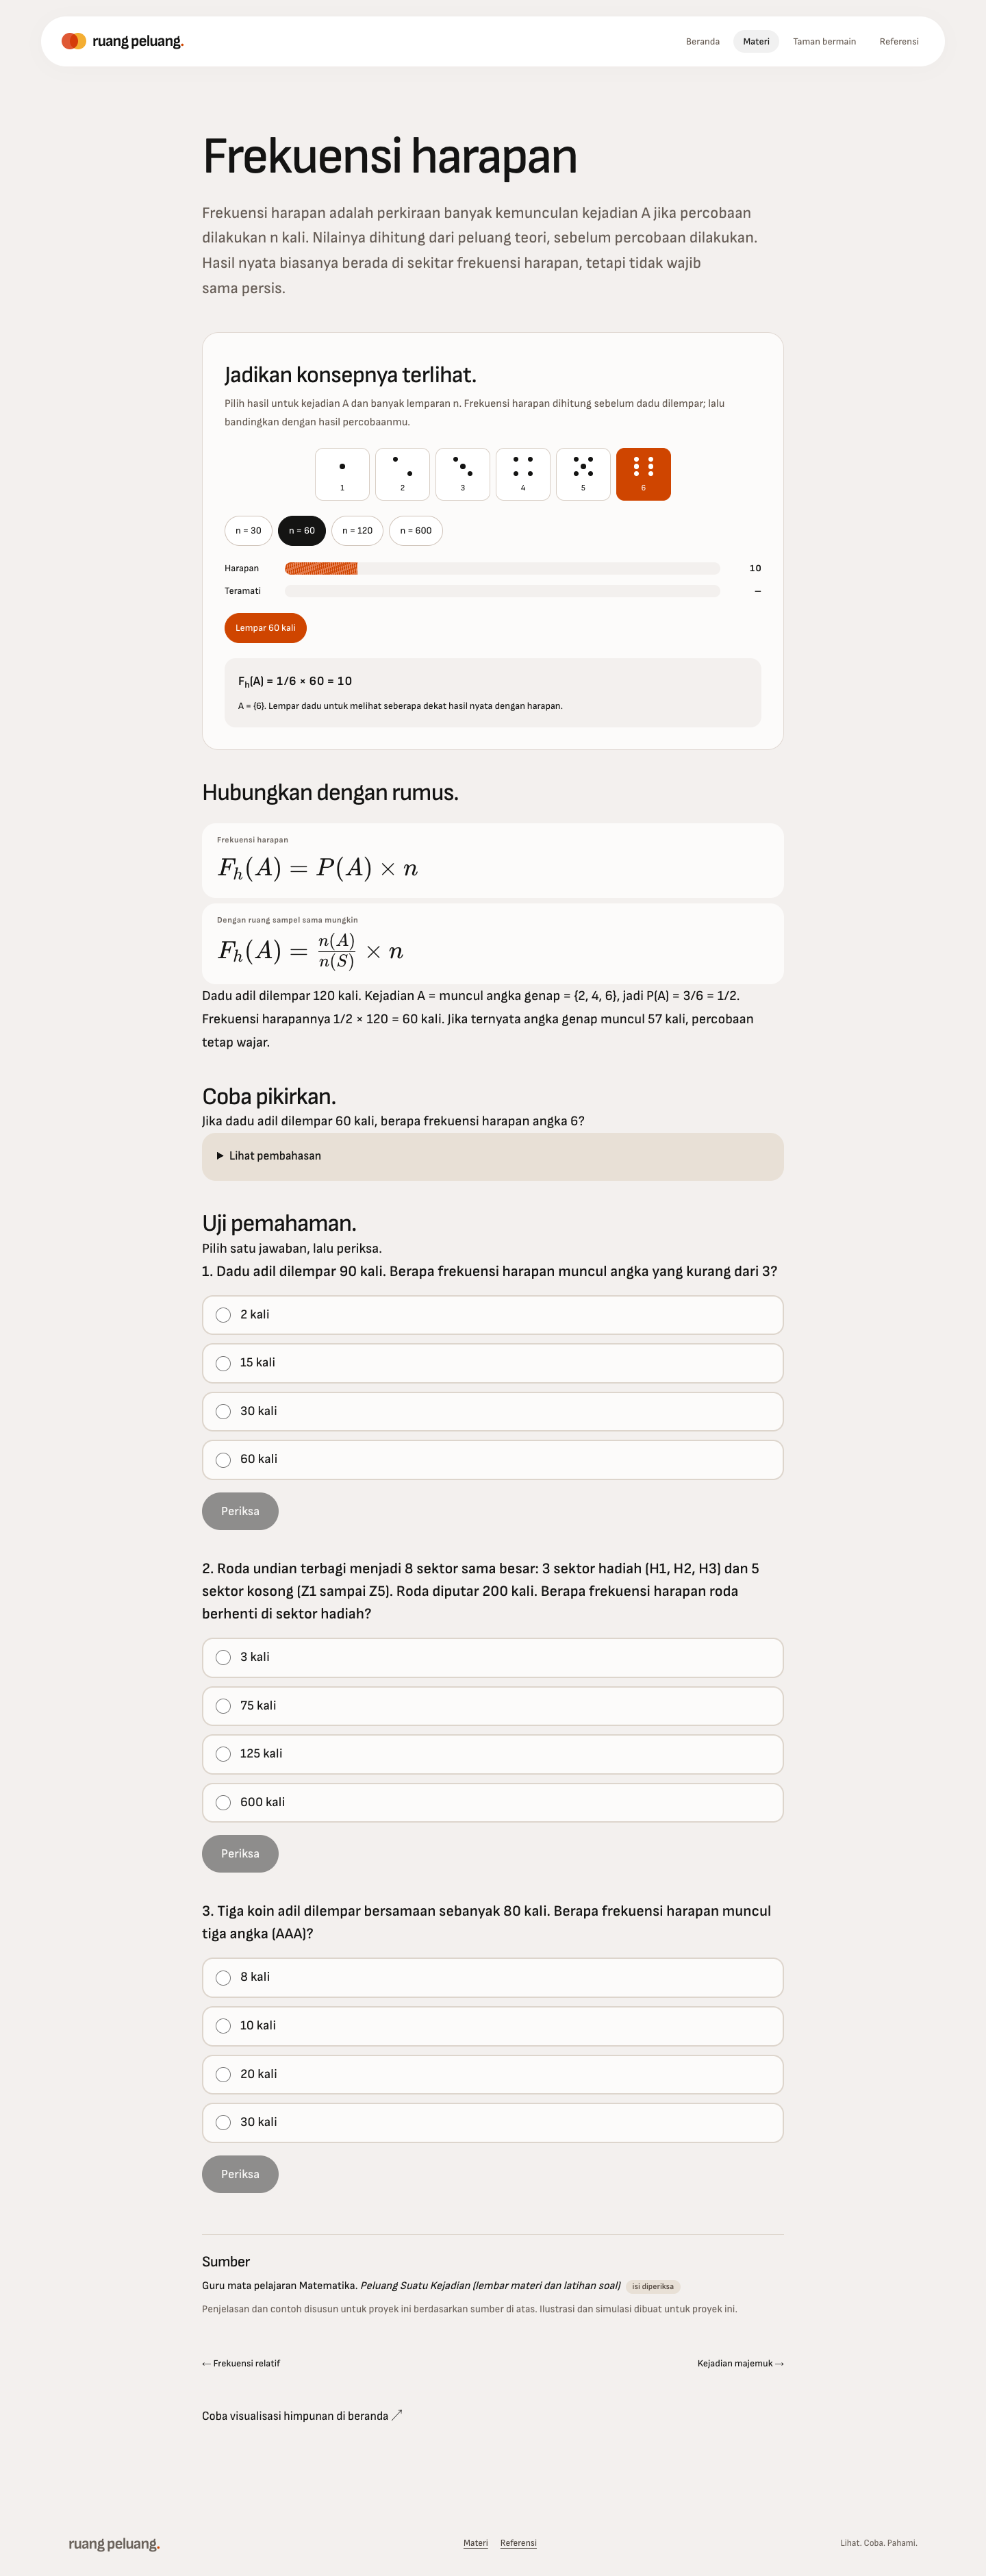 ruang peluang.
Beranda Materi Taman bermain Referensi
Frekuensi harapan
Frekuensi harapan adalah perkiraan banyak kemunculan kejadian A jika percobaan
dilakukan n kali. Nilainya dihitung dari peluang teori, sebelum percobaan dilakukan.
Hasil nyata biasanya berada di sekitar frekuensi harapan, tetapi tidak wajib
sama persis.
Jadikan konsepnya terlihat.
Pilih hasil untuk kejadian A dan banyak lemparan n. Frekuensi harapan dihitung sebelum dadu dilempar; lalu
bandingkan dengan hasil percobaanmu.
1 2 3 4 5 6
n = 30 n = 60 n = 120 n = 600
Harapan 10
Teramati –
Lempar 60 kali
Fₕ(A) = 1/6 × 60 = 10
A = {6}. Lempar dadu untuk melihat seberapa dekat hasil nyata dengan harapan.
Hubungkan dengan rumus.
Frekuensi harapan
Fₕ(A) = P(A) × n
Dengan ruang sampel sama mungkin
Fₕ(A) = n(A)/n(S) × n
Dadu adil dilempar 120 kali. Kejadian A = muncul angka genap = {2, 4, 6}, jadi P(A) = 3/6 = 1/2.
Frekuensi harapannya 1/2 × 120 = 60 kali. Jika ternyata angka genap muncul 57 kali, percobaan
tetap wajar.
Coba pikirkan.
Jika dadu adil dilempar 60 kali, berapa frekuensi harapan angka 6?
▶ Lihat pembahasan
Uji pemahaman.
Pilih satu jawaban, lalu periksa.
1. Dadu adil dilempar 90 kali. Berapa frekuensi harapan muncul angka yang kurang dari 3?
2 kali
15 kali
30 kali
60 kali
Periksa
2. Roda undian terbagi menjadi 8 sektor sama besar: 3 sektor hadiah (H1, H2, H3) dan 5
sektor kosong (Z1 sampai Z5). Roda diputar 200 kali. Berapa frekuensi harapan roda
berhenti di sektor hadiah?
3 kali
75 kali
125 kali
600 kali
Periksa
3. Tiga koin adil dilempar bersamaan sebanyak 80 kali. Berapa frekuensi harapan muncul
tiga angka (AAA)?
8 kali
10 kali
20 kali
30 kali
Periksa
Sumber
Guru mata pelajaran Matematika. Peluang Suatu Kejadian (lembar materi dan latihan soal) isi diperiksa
Penjelasan dan contoh disusun untuk proyek ini berdasarkan sumber di atas. Ilustrasi dan simulasi dibuat untuk proyek ini.
← Frekuensi relatif Kejadian majemuk →
Coba visualisasi himpunan di beranda ↗
ruang peluang. Materi Referensi Lihat. Coba. Pahami.